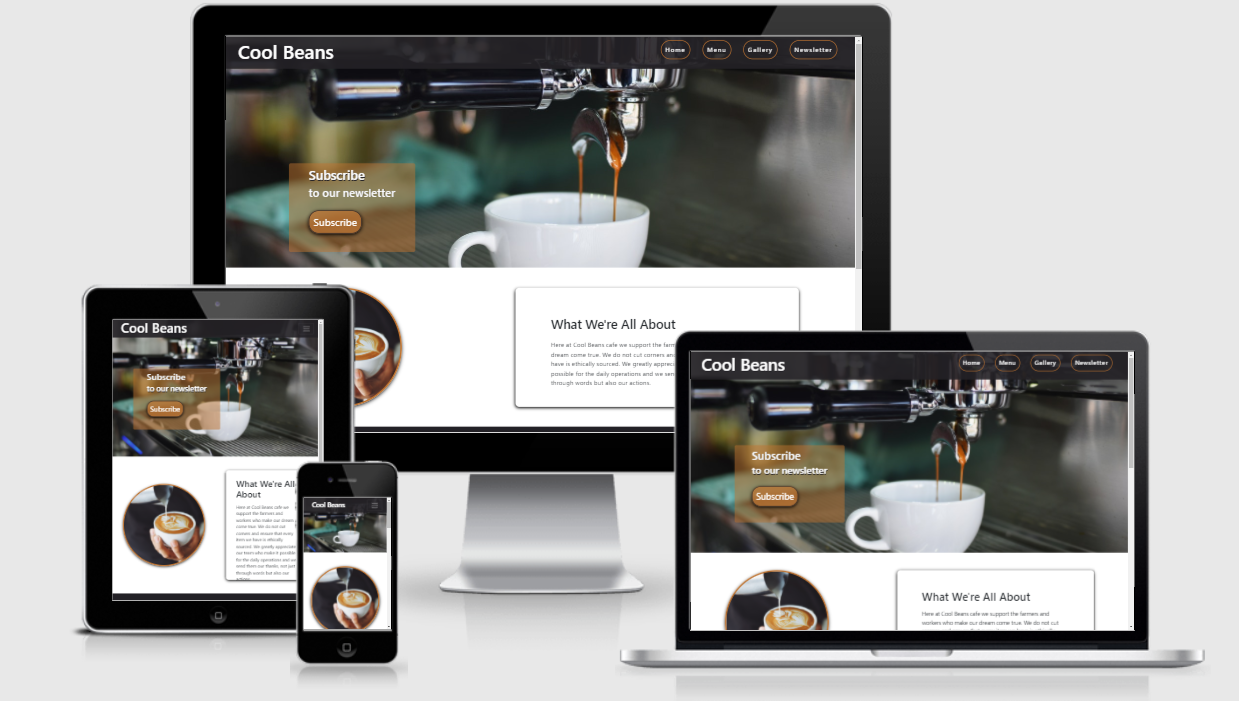 Cool Beans
Home
Menu
Gallery
Newsletter
Subscribe
to our newsletter
Subscribe
What We're All About
Here at Cool Beans cafe we support the farm
dream come true. We do not cut corners an
have is ethically sourced. We greatly apprec
possible for the daily operations and we sen
through words but also our actions.
Cool Beans
Subscribe
to our newsletter
Subscribe
What We're All
About
Here at Cool Beans cafe we
support the farmers and
workers who make our dream
come true. We do not cut
corners and ensure that every
item we have is ethically
sourced. We greatly appreciate
our team who make it possible
for the daily operations and we
send them our thanks, not just
through words but also our
actions.
Cool Beans
Cool Beans
Home
Menu
Gallery
Newsletter
Subscribe
to our newsletter
Subscribe
What We're All About
Here at Cool Beans cafe we support the farmers and
workers who make our dream come true. We do not cut